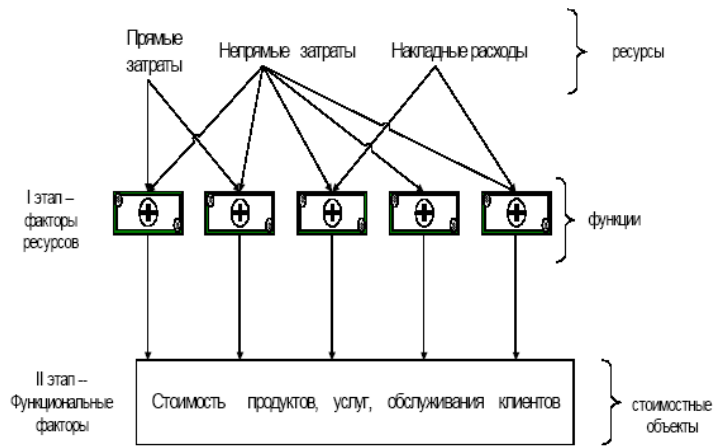 Прямые
затраты
Непрямые затраты
Накладные расходы
ресурсы
I этап –
факторы
ресурсов
функции
II этап –
Функциональные
факторы
Стоимость продуктов, услуг, обслуживания клиентов
стоимостные
объекты